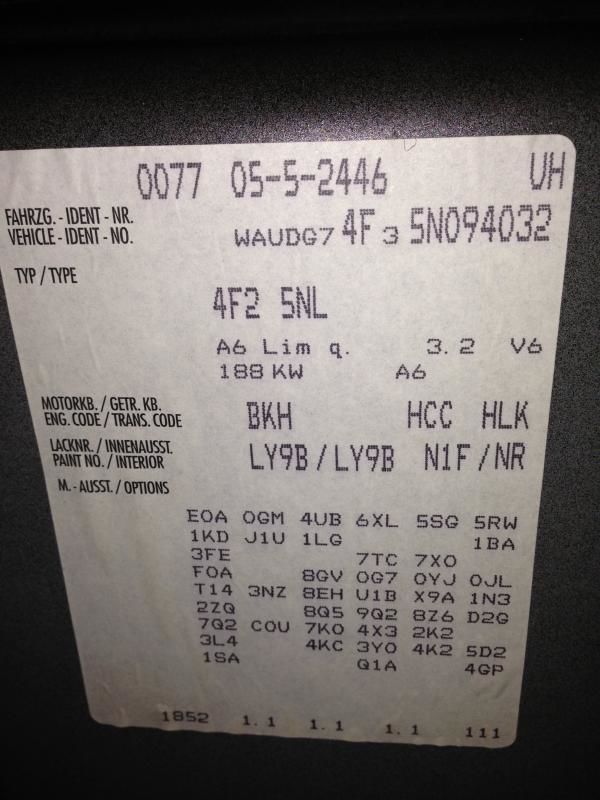 0077 05-5-2446 UH
FAHRZG. - IDENT - NR.
VEHICLE - IDENT - NO. WAUDG7 4F 3 5N094032
TYP / TYPE
4F2 5NL
A6 Lim q. 3.2 V6
188 KW A6
MOTORKB. / GETR. KB.
ENG. CODE / TRANS. CODE BKH HCC HLK
LACKNR. / INNENAUSST.
PAINT NO. / INTERIOR LY9B / LY9B N1F / NR
M. - AUSST. / OPTIONS
E0A 0GM 4UB 6XL 5SG 5RW
1KD J1U 1LG 1BA
3FE 7TC 7X0
F0A 8GV 0G7 0YJ 0JL
T14 3NZ 8EH U1B X9A 1N3
2ZQ 8Q5 9Q2 8Z6 D2G
7Q2 C0U 7K0 4X3 2K2
3L4 4KC 3Y0 4K2 5D2
1SA Q1A 4GP
1852 1.1 1.1 1.1 111